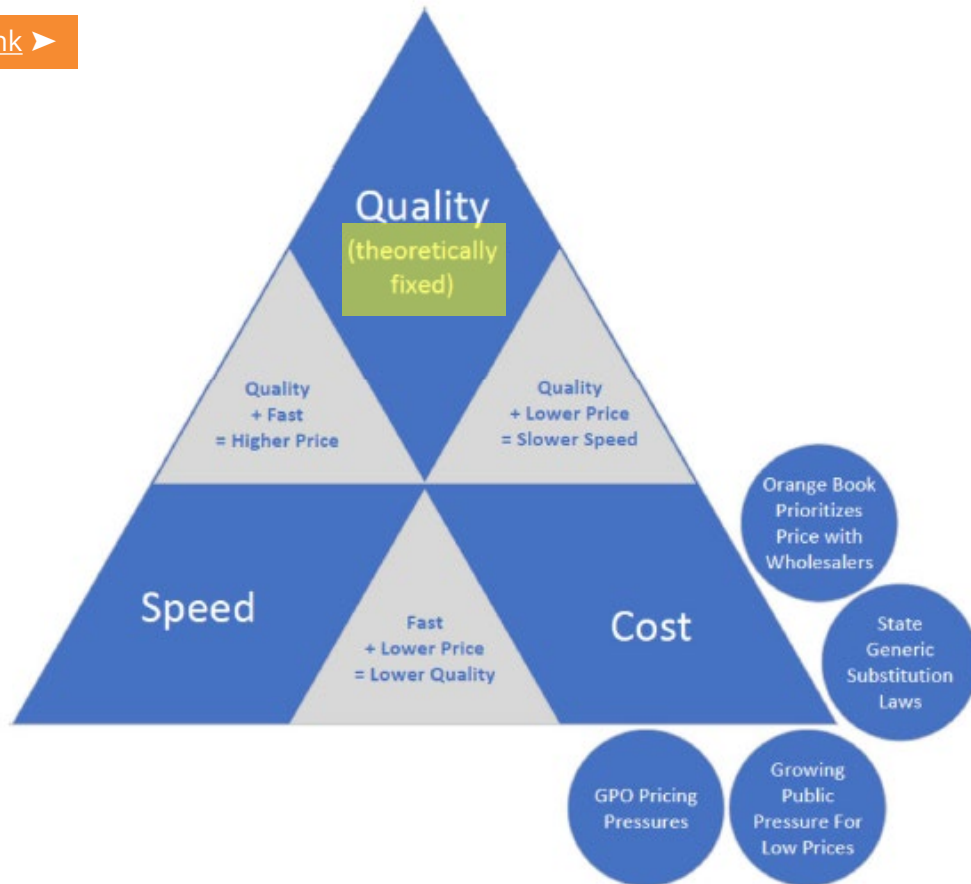 Quality
(theoretically
fixed)
Quality
+ Fast
= Higher Price
Quality
+ Lower Price
= Slower Speed
Speed
Fast
+ Lower Price
= Lower Quality
Cost
Orange Book
Prioritizes
Price with
Wholesalers
State
Generic
Substitution
Laws
GPO Pricing
Pressures
Growing
Public
Pressure For
Low Prices